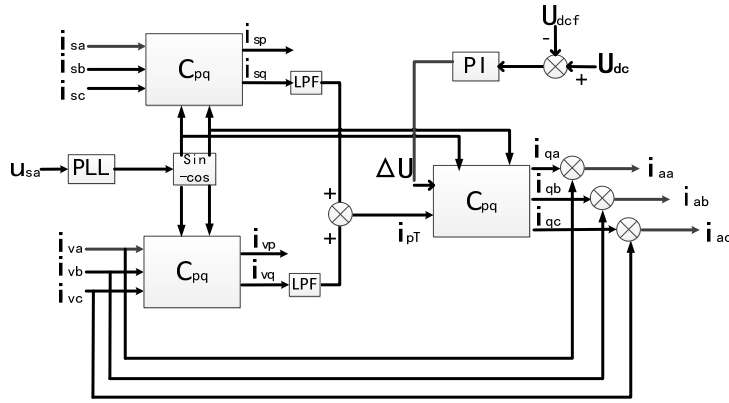 i sa
i sb
i sc
C pq
i sp
i sq
LPF
U dcf
-
PI
U dc
+
u sa
PLL
Sin
-cos
ΔU
C pq
i qa
i qb
i qc
i aa
i ab
i ac
+
+
i pT
i va
i vb
i vc
C pq
i vp
i vq
LPF